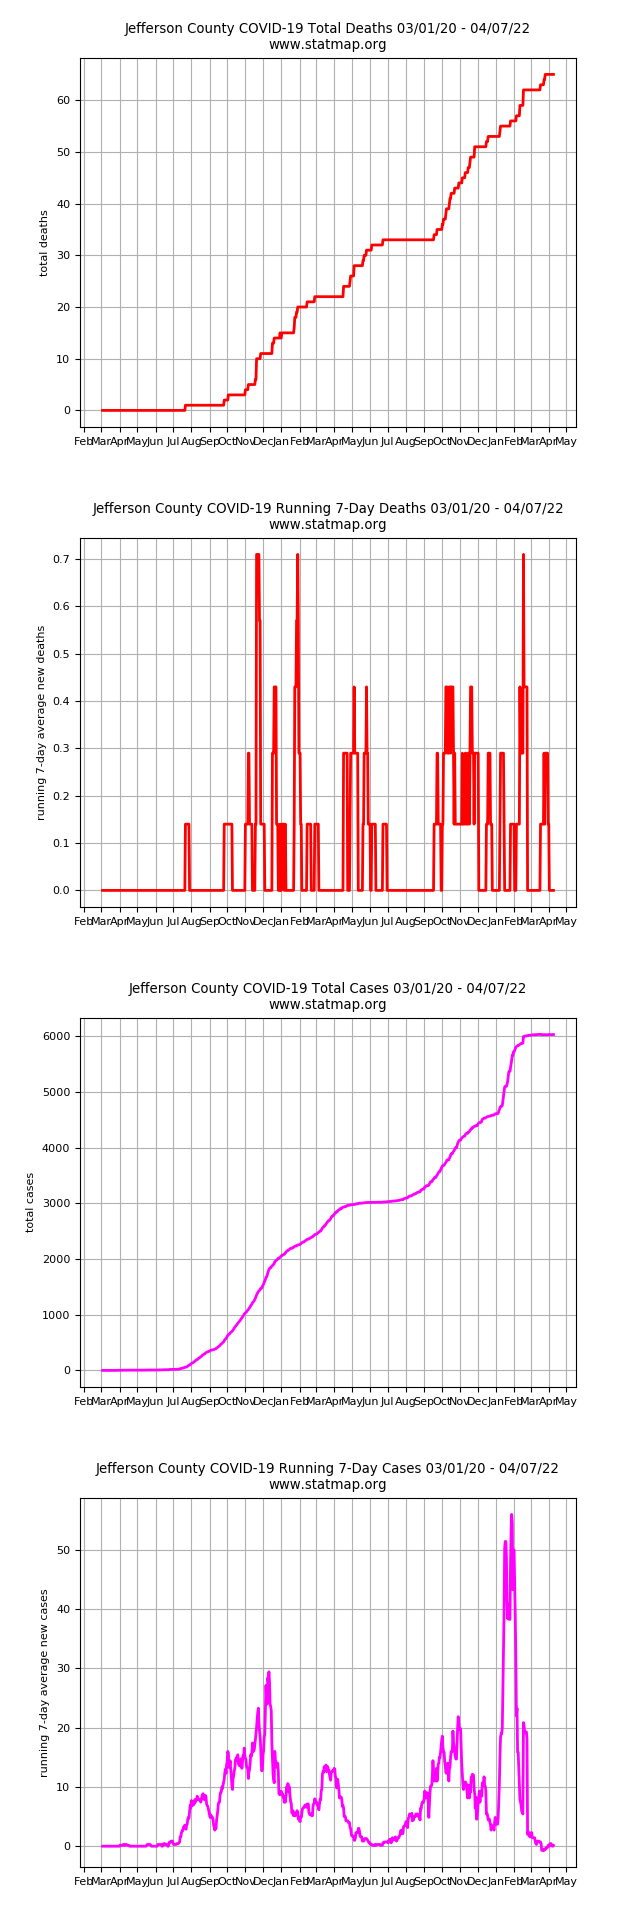 Jefferson County COVID-19 Total Deaths 03/01/20 - 04/07/22
www.statmap.org
60
50
40
30
20
10
0
total deaths
Feb Mar Apr May Jun Jul Aug Sep Oct Nov Dec Jan Feb Mar Apr May Jun Jul Aug Sep Oct Nov Dec Jan Feb Mar Apr May
Jefferson County COVID-19 Running 7-Day Deaths 03/01/20 - 04/07/22
www.statmap.org
0.7
0.6
0.5
0.4
0.3
0.2
0.1
0.0
running 7-day average new deaths
Feb Mar Apr May Jun Jul Aug Sep Oct Nov Dec Jan Feb Mar Apr May Jun Jul Aug Sep Oct Nov Dec Jan Feb Mar Apr May
Jefferson County COVID-19 Total Cases 03/01/20 - 04/07/22
www.statmap.org
6000
5000
4000
3000
2000
1000
0
total cases
Feb Mar Apr May Jun Jul Aug Sep Oct Nov Dec Jan Feb Mar Apr May Jun Jul Aug Sep Oct Nov Dec Jan Feb Mar Apr May
Jefferson County COVID-19 Running 7-Day Cases 03/01/20 - 04/07/22
www.statmap.org
50
40
30
20
10
0
running 7-day average new cases
Feb Mar Apr May Jun Jul Aug Sep Oct Nov Dec Jan Feb Mar Apr May Jun Jul Aug Sep Oct Nov Dec Jan Feb Mar Apr May